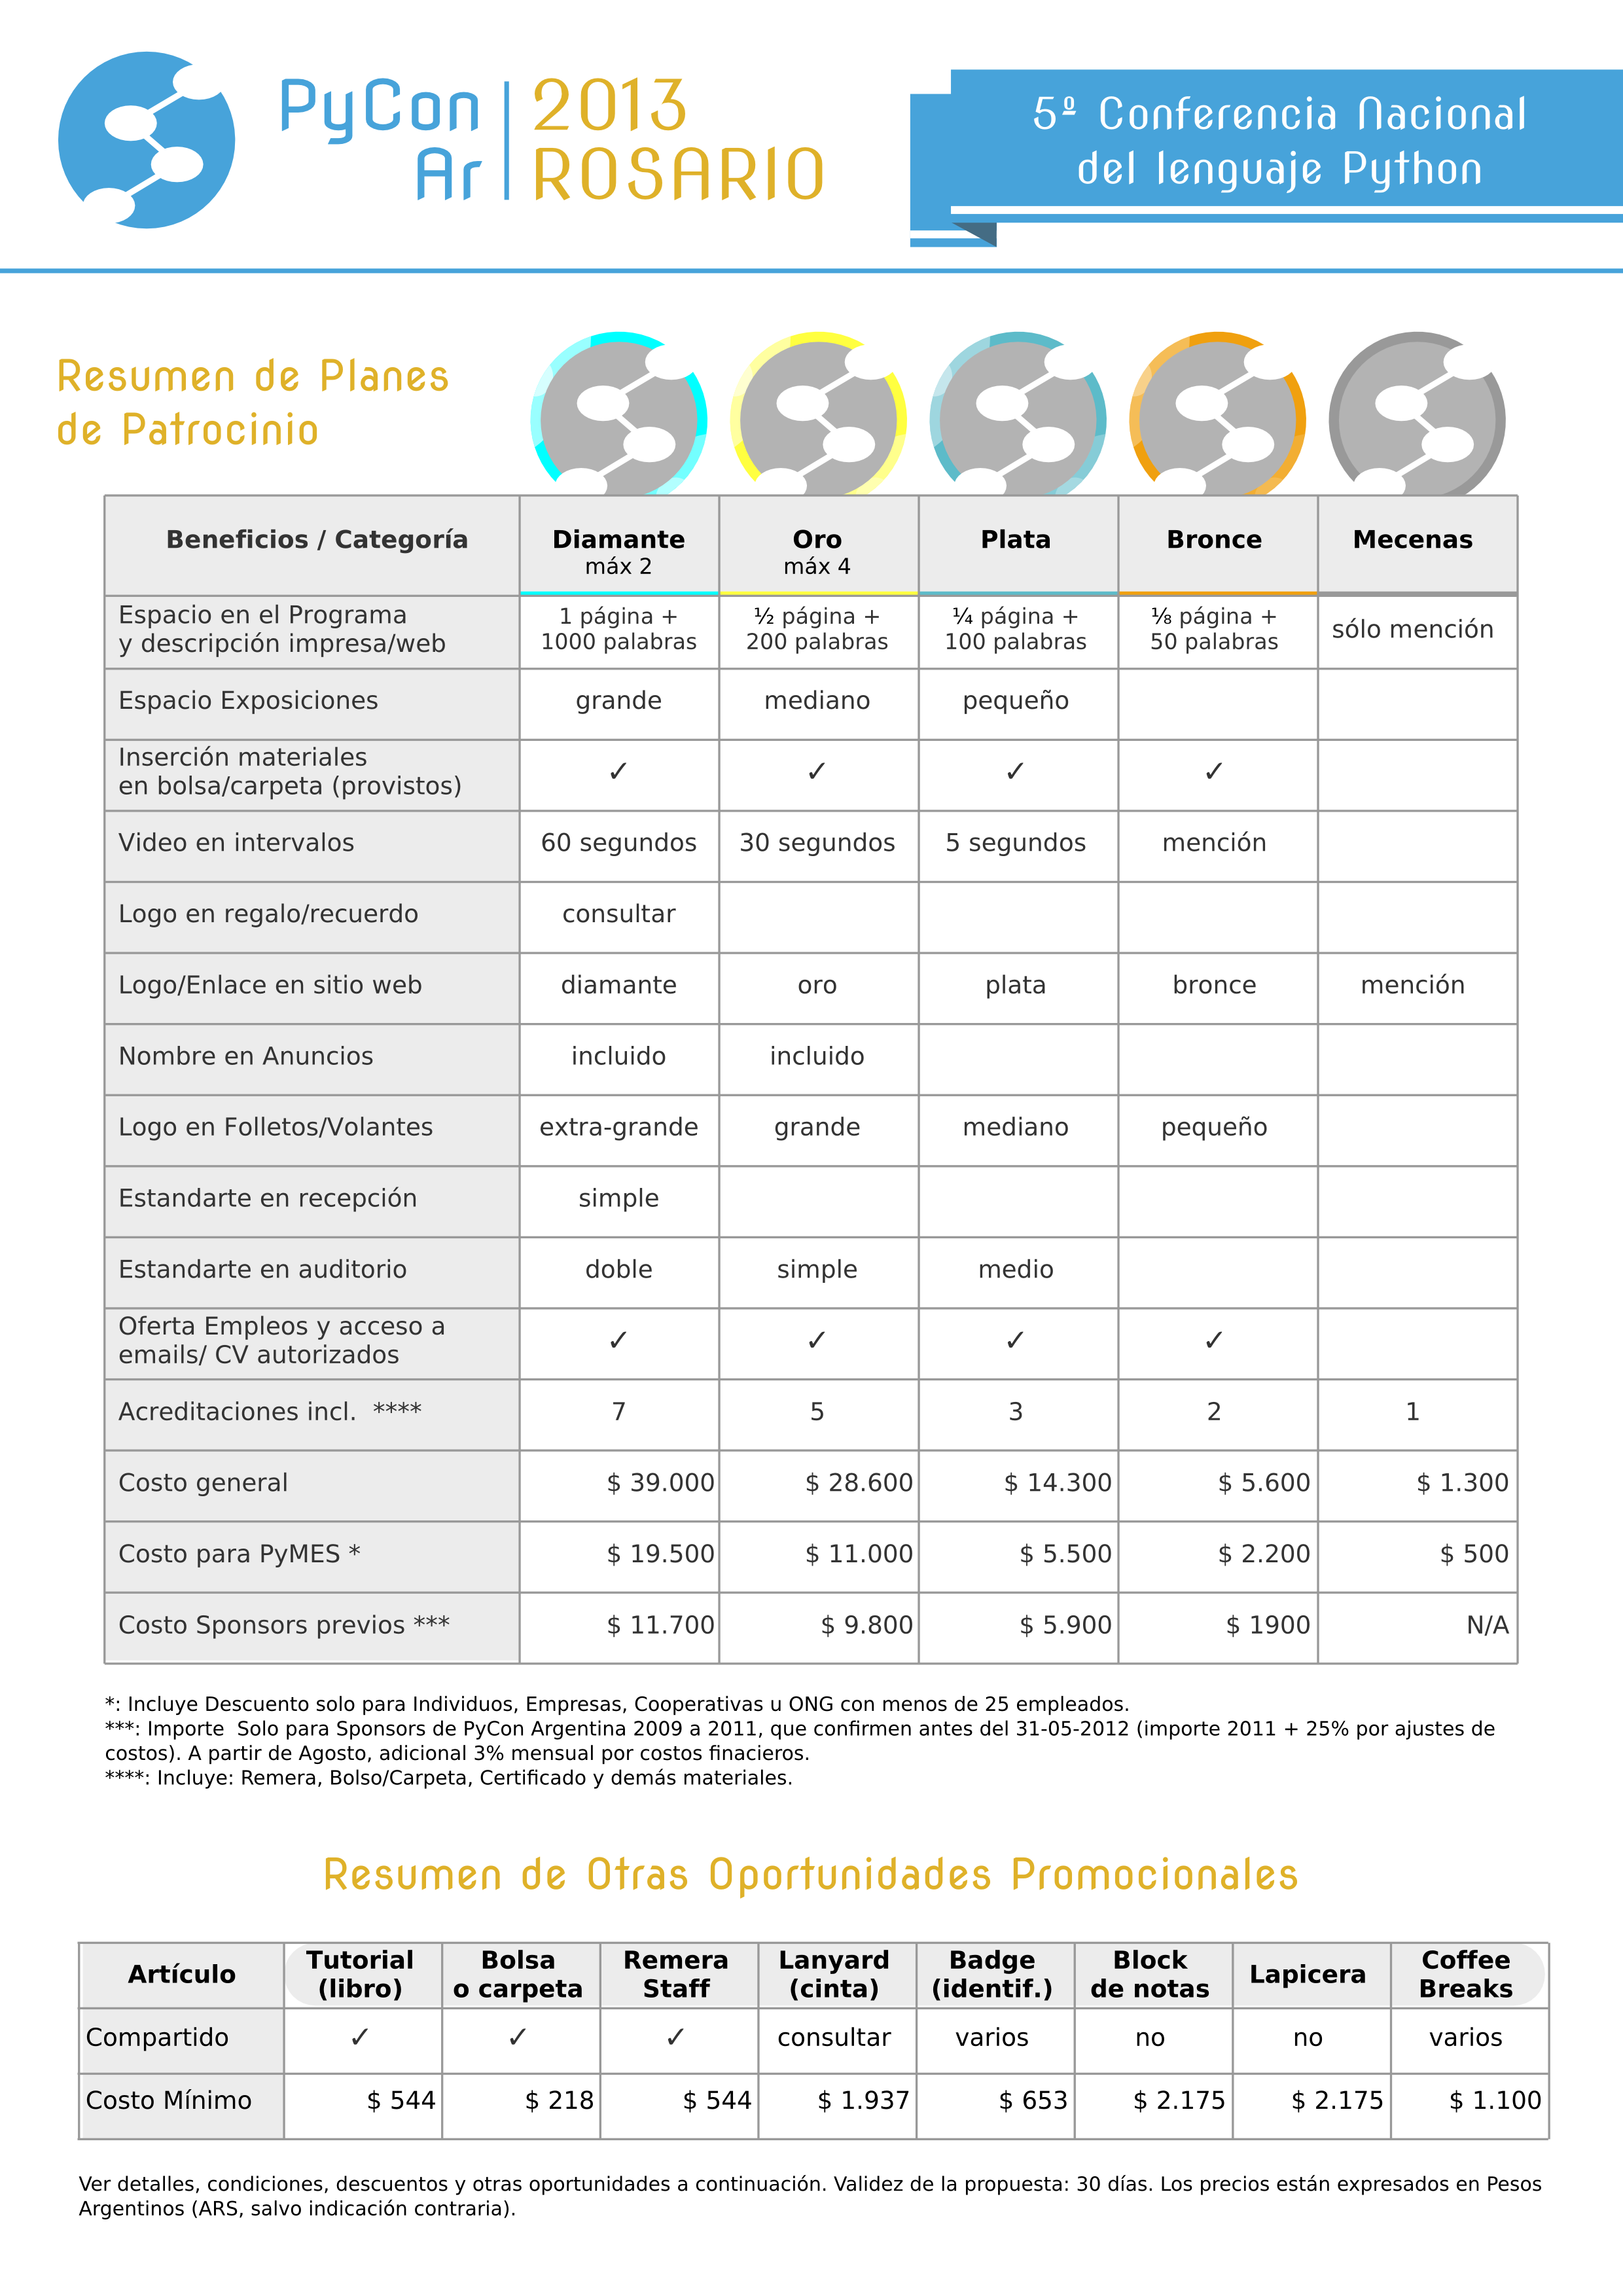 PyCon
Ar
2013
ROSARIO
5º Conferencia Nacional
del lenguaje Python
Resumen de Planes
de Patrocinio
Beneficios / Categoría
Diamante
máx 2
Oro
máx 4
Plata
Bronce
Mecenas
Espacio en el Programa
y descripción impresa/web
1 página +
1000 palabras
½ página +
200 palabras
¼ página +
100 palabras
⅛ página +
50 palabras
sólo mención
Espacio Exposiciones
grande
mediano
pequeño
Inserción materiales
en bolsa/carpeta (provistos)
✓
✓
✓
✓
Video en intervalos
60 segundos
30 segundos
5 segundos
mención
Logo en regalo/recuerdo
consultar
Logo/Enlace en sitio web
diamante
oro
plata
bronce
mención
Nombre en Anuncios
incluido
incluido
Logo en Folletos/Volantes
extra-grande
grande
mediano
pequeño
Estandarte en recepción
simple
Estandarte en auditorio
doble
simple
medio
Oferta Empleos y acceso a
emails/ CV autorizados
✓
✓
✓
✓
Acreditaciones incl. ****
7
5
3
2
1
Costo general
$ 39.000
$ 28.600
$ 14.300
$ 5.600
$ 1.300
Costo para PyMES *
$ 19.500
$ 11.000
$ 5.500
$ 2.200
$ 500
Costo Sponsors previos ***
$ 11.700
$ 9.800
$ 5.900
$ 1900
N/A
*: Incluye Descuento solo para Individuos, Empresas, Cooperativas u ONG con menos de 25 empleados.
***: Importe Solo para Sponsors de PyCon Argentina 2009 a 2011, que confirmen antes del 31-05-2012 (importe 2011 + 25% por ajustes de
costos). A partir de Agosto, adicional 3% mensual por costos finacieros.
****: Incluye: Remera, Bolso/Carpeta, Certificado y demás materiales.
Resumen de Otras Oportunidades Promocionales
Artículo
Tutorial
(libro)
Bolsa
o carpeta
Remera
Staff
Lanyard
(cinta)
Badge
(identif.)
Block
de notas
Lapicera
Coffee
Breaks
Compartido
✓
✓
✓
consultar
varios
no
no
varios
Costo Mínimo
$ 544
$ 218
$ 544
$ 1.937
$ 653
$ 2.175
$ 2.175
$ 1.100
Ver detalles, condiciones, descuentos y otras oportunidades a continuación. Validez de la propuesta: 30 días. Los precios están expresados en Pesos
Argentinos (ARS, salvo indicación contraria).